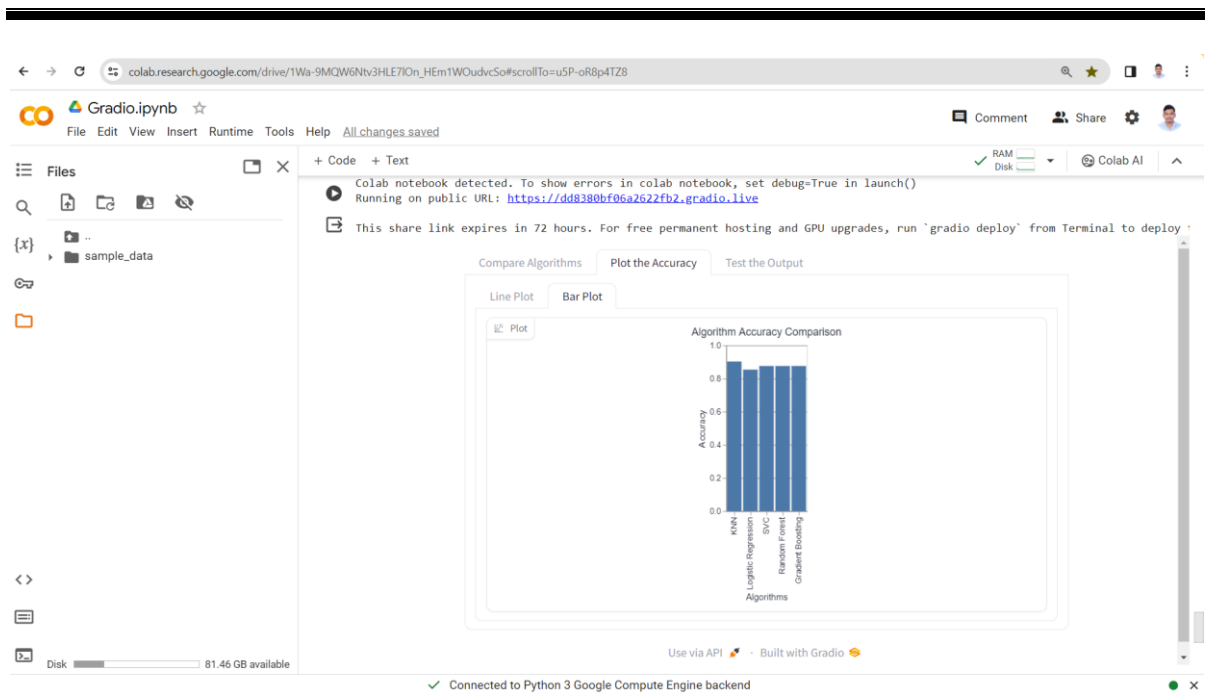 colab.research.google.com/drive/1Wa-9MQW6Ntv3HLE7lOn_HEm1WOudvcSo#scrollTo=u5P-oR8p4TZ8
Gradio.ipynb
File Edit View Insert Runtime Tools Help All changes saved
Comment Share
Files
+ Code + Text
RAM
Disk
Colab AI
{x}
..
sample_data
Colab notebook detected. To show errors in colab notebook, set debug=True in launch()
Running on public URL: https://dd8380bf06a2622fb2.gradio.live
This share link expires in 72 hours. For free permanent hosting and GPU upgrades, run `gradio deploy` from Terminal to deploy
Compare Algorithms Plot the Accuracy Test the Output
Line Plot Bar Plot
Plot
Algorithm Accuracy Comparison
1.0
0.8
0.6
0.4
0.2
0.0
Accuracy
KNN
Logistic Regression
SVC
Random Forest
Gradient Boosting
Algorithms
Use via API · Built with Gradio
Disk 81.46 GB available
Connected to Python 3 Google Compute Engine backend